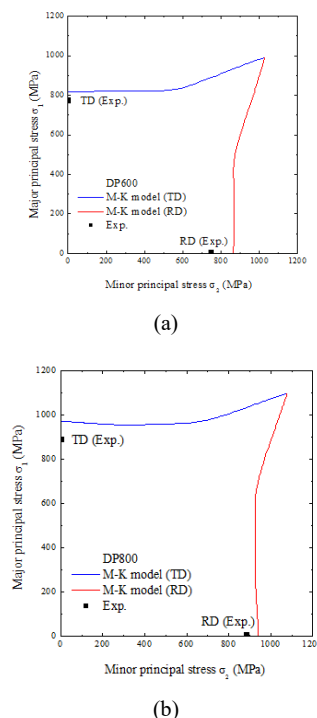 (a)
1200
1000
800
600
400
200
0
Major principal stress σ1 (MPa)
TD (Exp.)
DP600
M-K model (TD)
M-K model (RD)
Exp.
RD (Exp.)
0 200 400 600 800 1000 1200
Minor principal stress σ2 (MPa)
(a)
1200
1000
800
600
400
200
0
Major principal stress σ1 (MPa)
TD (Exp.)
DP800
M-K model (TD)
M-K model (RD)
Exp.
RD (Exp.)
0 200 400 600 800 1000 120
Minor principal stress σ2 (MPa)
(b)